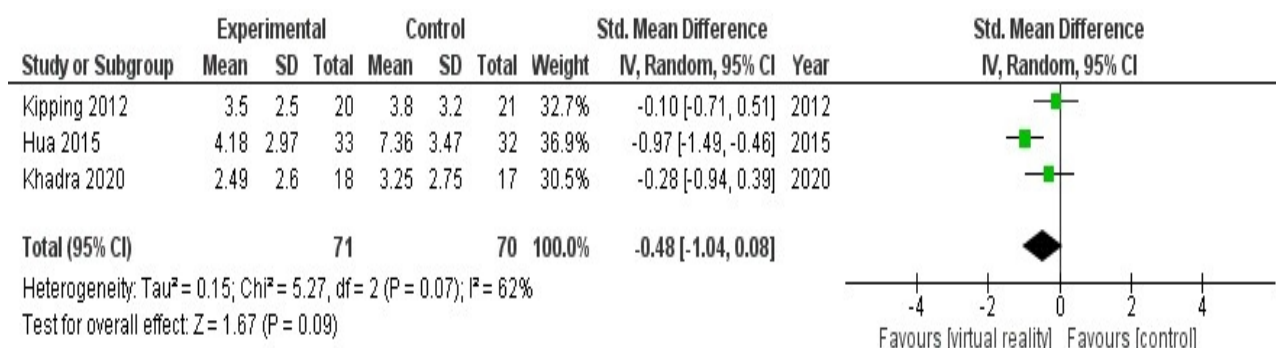 Experimental Control Std. Mean Difference Std. Mean Difference
Study or Subgroup Mean SD Total Mean SD Total Weight IV, Random, 95% CI Year IV, Random, 95% CI
Kipping 2012 3.5 2.5 20 3.8 3.2 21 32.7% -0.10 [-0.71, 0.51] 2012
Hua 2015 4.18 2.97 33 7.36 3.47 32 36.9% -0.97 [-1.49, -0.46] 2015
Khadra 2020 2.49 2.6 18 3.25 2.75 17 30.5% -0.28 [-0.94, 0.39] 2020
Total (95% CI) 71 70 100.0% -0.48 [-1.04, 0.08]
Heterogeneity: Tau² = 0.15; Chi² = 5.27, df = 2 (P = 0.07); I² = 62%
Test for overall effect: Z = 1.67 (P = 0.09)
-4 -2 0 2 4
Favours [virtual reality] Favours [control]